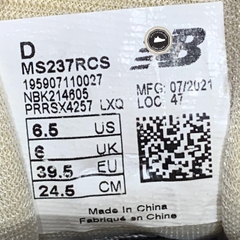 D
MS237RCS
195907110027
NBK214605
PRRSX4257 LXQ
MFG: 07/2021
LOC 47
6.5 US
6 UK
39.5 EU
24.5 CM
Made in China
Fabriqué en China